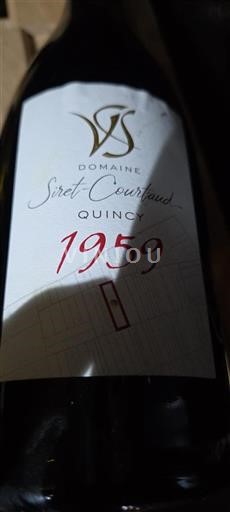 VS
DOMAINE
Siret-Courtaud
QUINCY
1959